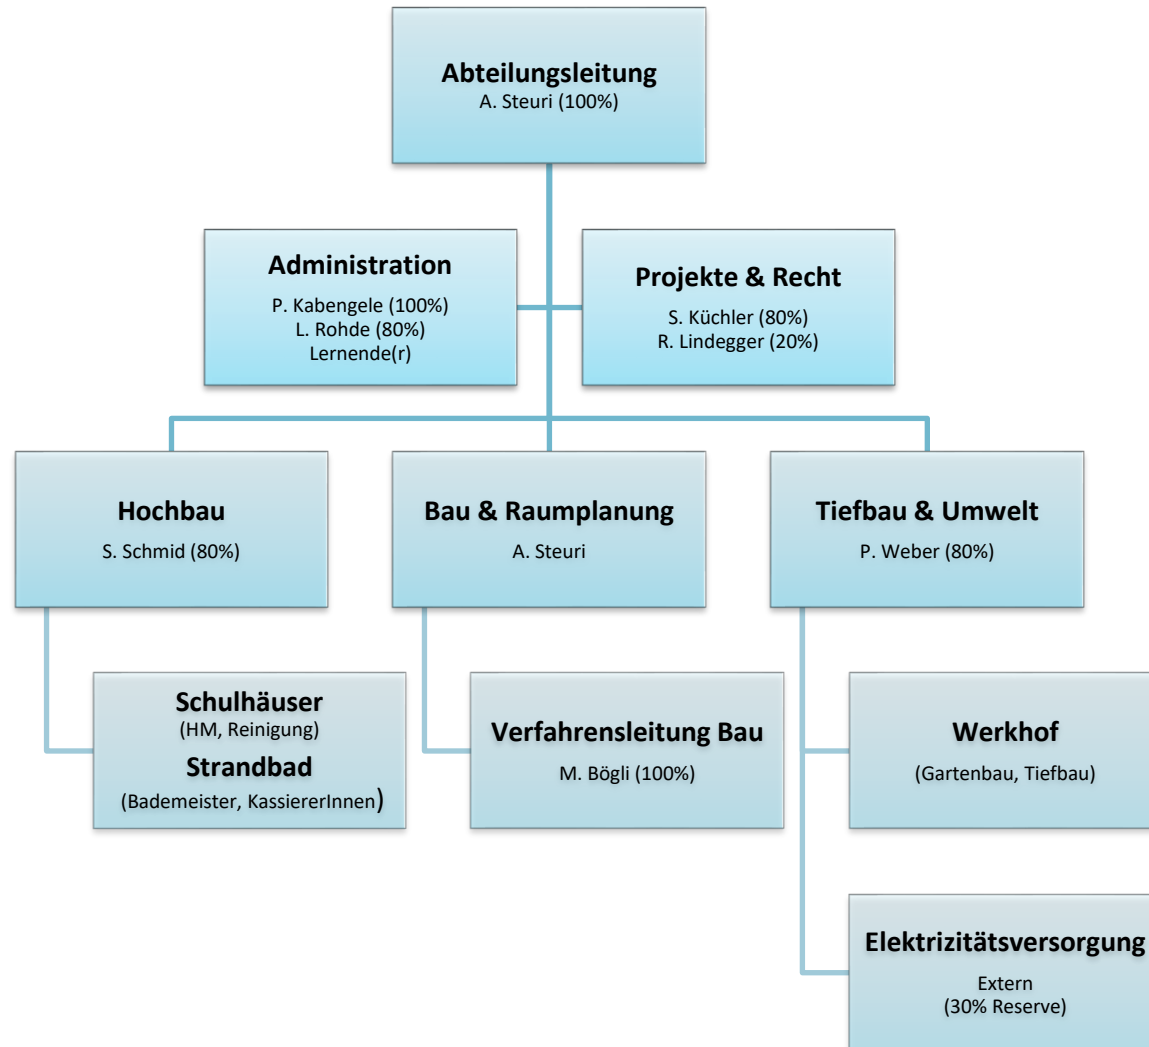 Abteilungsleitung
A. Steuri (100%)
Administration
P. Kabengele (100%)
L. Rohde (80%)
Lernende(r)
Projekte & Recht
S. Küchler (80%)
R. Lindegger (20%)
Hochbau
S. Schmid (80%)
Bau & Raumplanung
A. Steuri
Tiefbau & Umwelt
P. Weber (80%)
Schulhäuser
(HM, Reinigung)
Strandbad
(Bademeister, KassiererInnen)
Verfahrensleitung Bau
M. Bögli (100%)
Werkhof
(Gartenbau, Tiefbau)
Elektrizitätsversorgung
Extern
(30% Reserve)